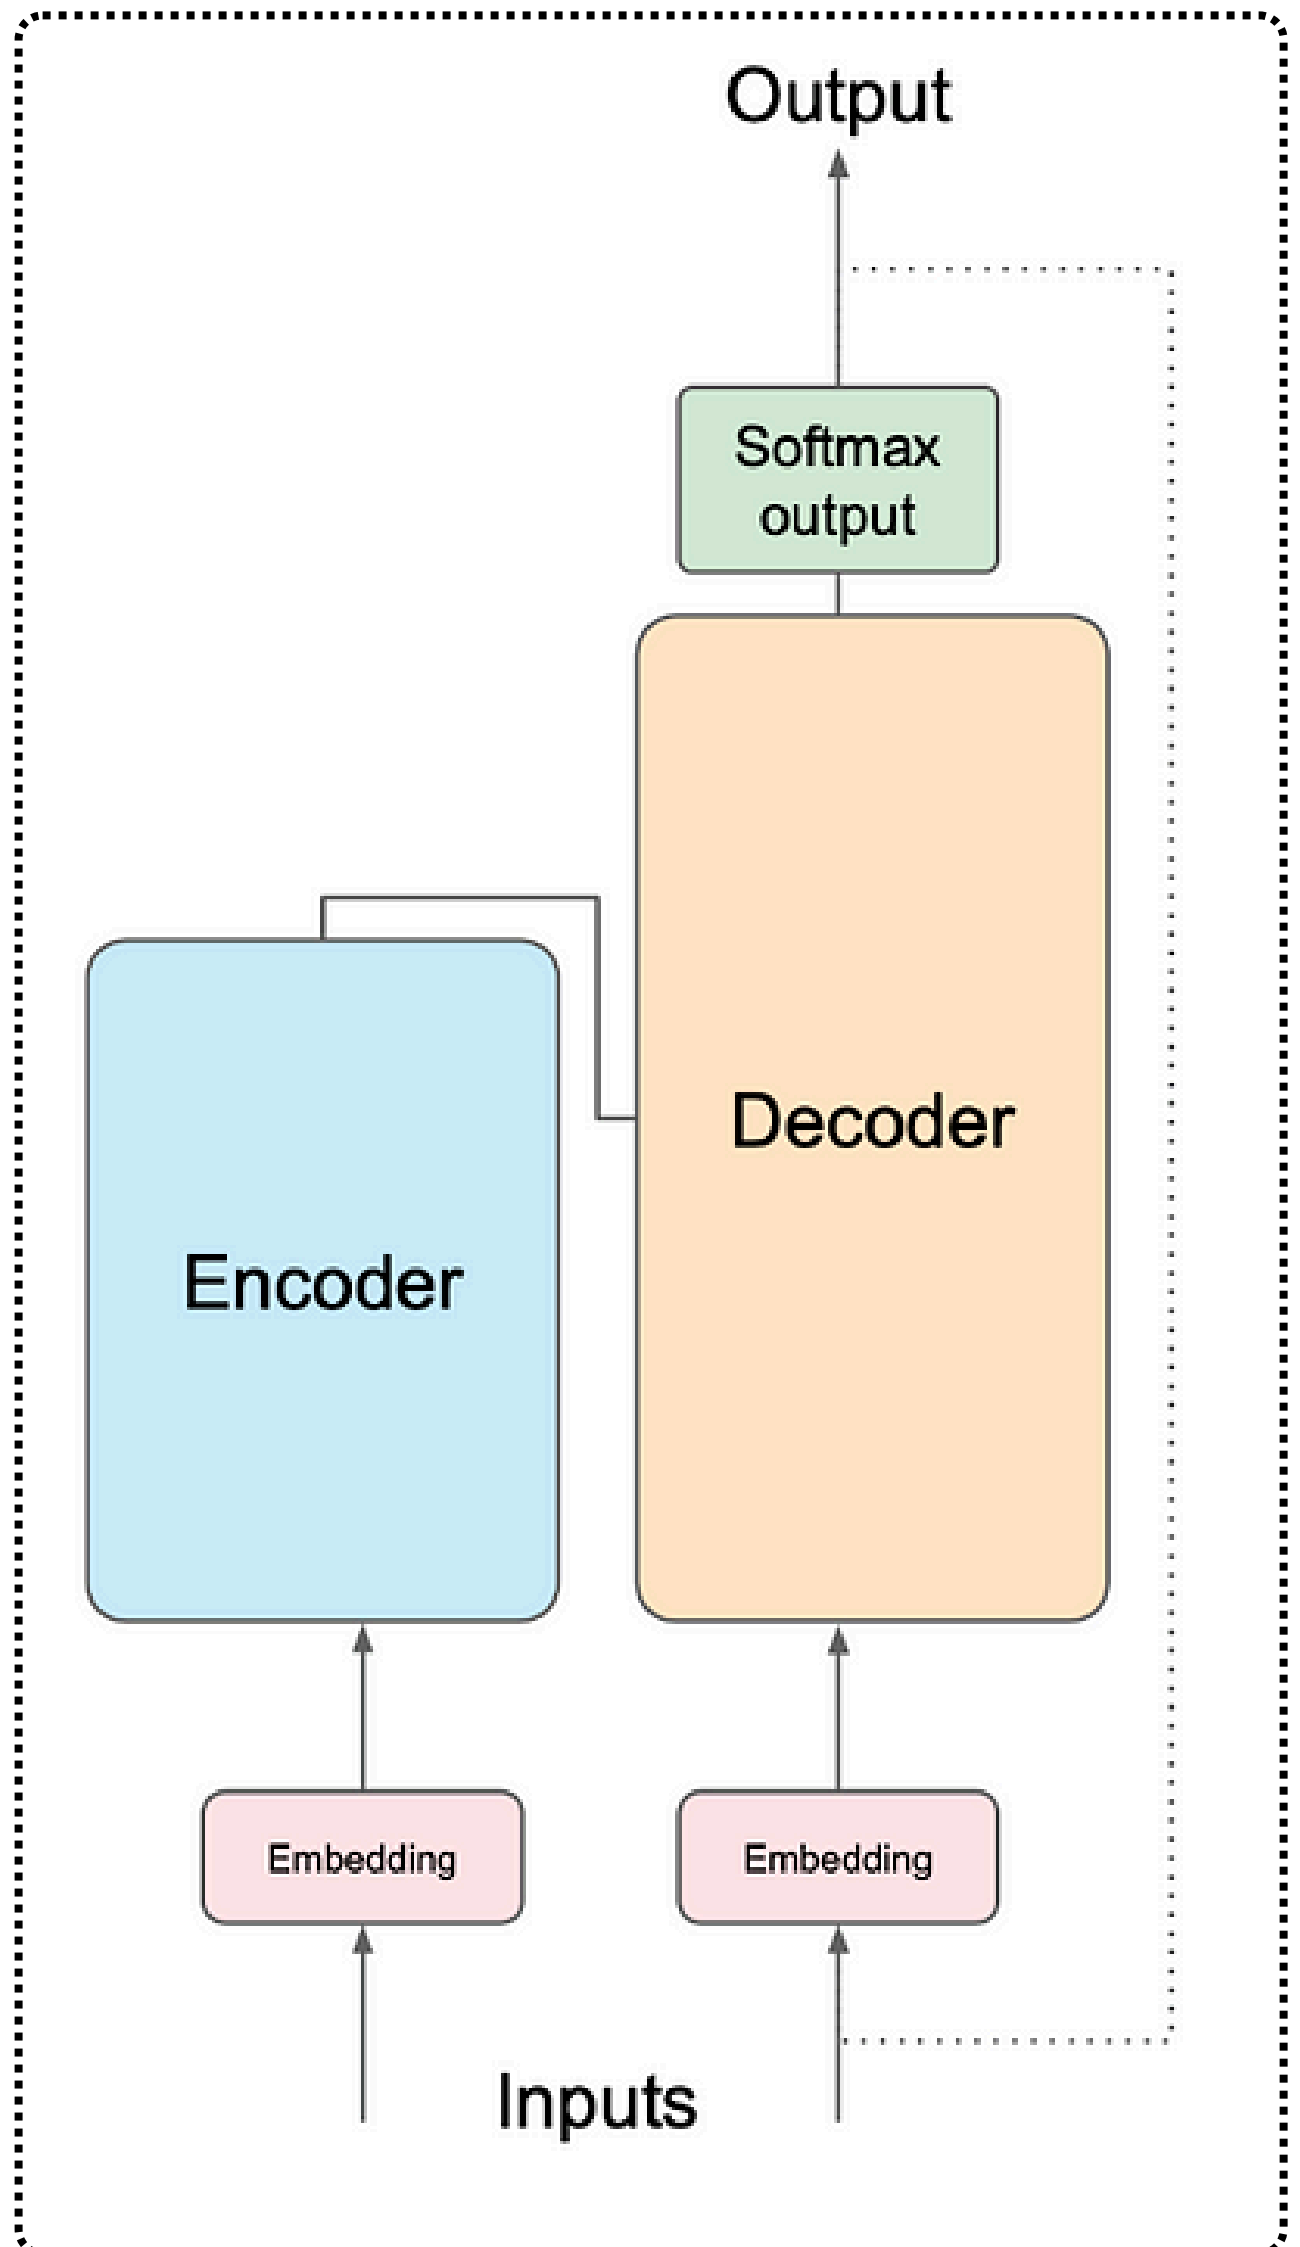 Output
Softmax
output
Decoder
Encoder
Embedding
Embedding
Inputs